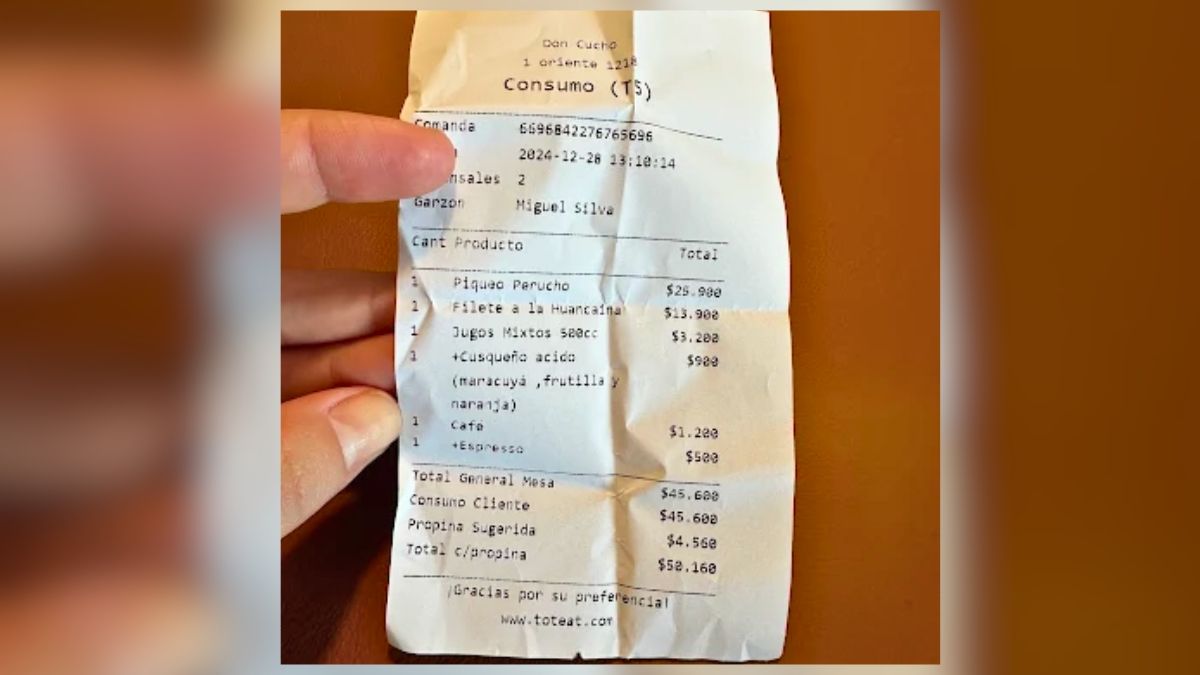 Don Cucho
1 oriente 1218
Consumo (TS)
Comanda 6696842276765696
2024-12-28 13:10:14
nsales 2
Garzon Miguel Silva
Cant Producto Total
1 Piqueo Perucho $25.900
1 Filete a la Huancaina $13.900
1 Jugos Mixtos 500cc $3.200
1 +Cusqueño acido $900
(maracuyá ,frutilla y
naranja)
1 Café $1.200
1 +Espresso $500
Total General Mesa $45.600
Consumo Cliente $45.600
Propina Sugerida $4.560
Total c/propina $50.160
¡Gracias por su preferencia!
www.toteat.com